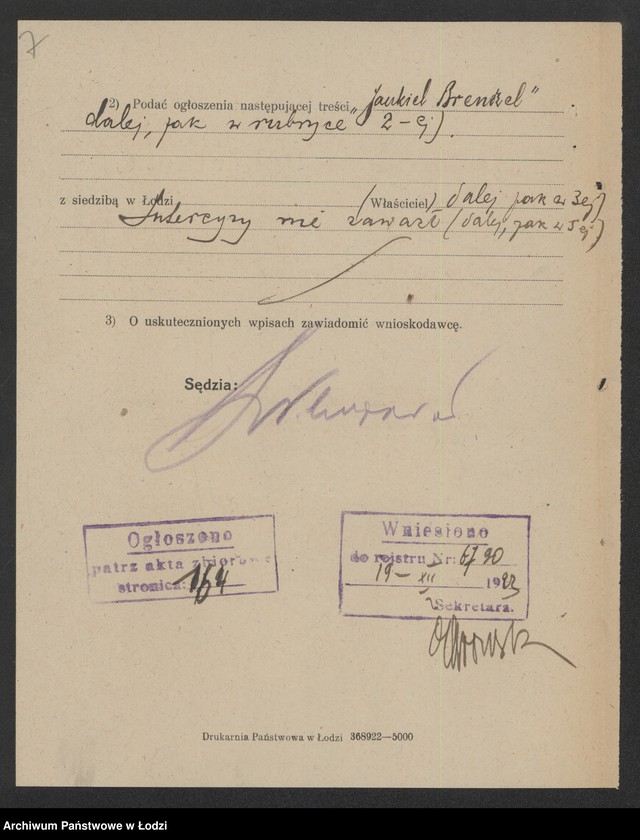 7
2) Podać ogłoszenia następującej treści „Jankiel Brenzel"
dalej, jak w rubryce 2-ej)
z siedzibą w Łodzi (Właściciel) dalej jak w 3ej)
Intercyzy nie zawarł (dalej, jak w 5ej)
3) O uskutecznionych wpisach zawiadomić wnioskodawcę.
Sędzia:
Ogłoszono
patrz akta zbiorowe
stronica: 164
Wniesiono
do rejstru Nr: 6790
19-XII 1923
Sekretarz.
Drukarnia Państwowa w Łodzi 368922—5000
Archiwum Państwowe w Łodzi